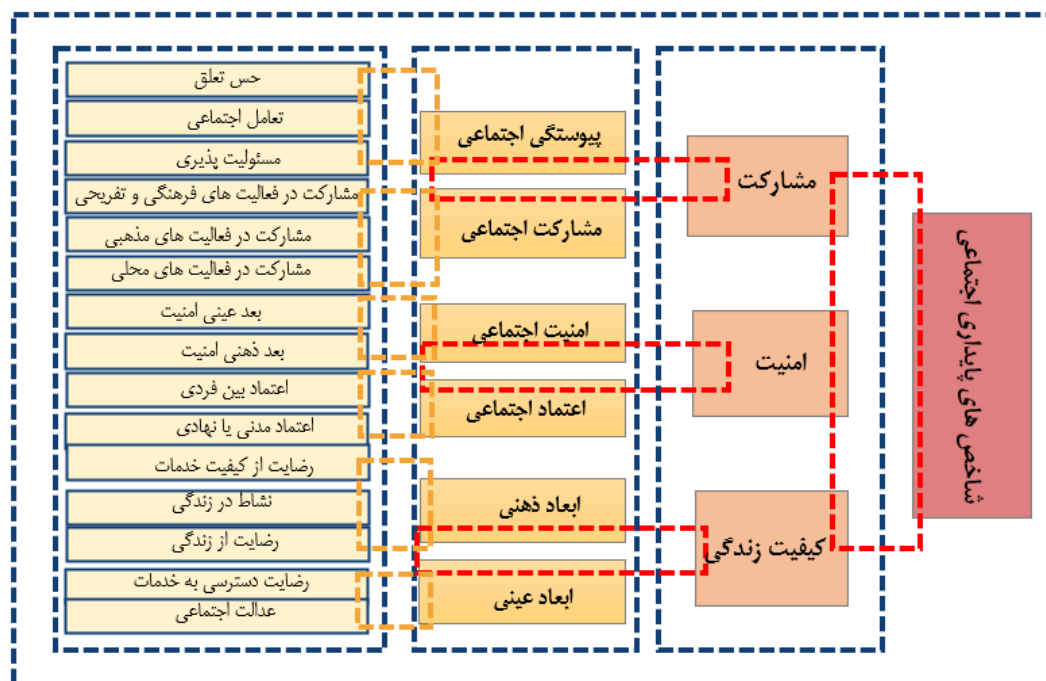 شاخص های پایداری اجتماعی
مشارکت
امنیت
کیفیت زندگی
پیوستگی اجتماعی
مشارکت اجتماعی
امنیت اجتماعی
اعتماد اجتماعی
ابعاد ذهنی
ابعاد عینی
حس تعلق
تعامل اجتماعی
مسئولیت پذیری
مشارکت در فعالیت های فرهنگی و تفریحی
مشارکت در فعالیت های مذهبی
مشارکت در فعالیت های محلی
بعد عینی امنیت
بعد ذهنی امنیت
اعتماد بین فردی
اعتماد مدنی یا نهادی
رضایت از کیفیت خدمات
نشاط در زندگی
رضایت از زندگی
رضایت دسترسی به خدمات
عدالت اجتماعی